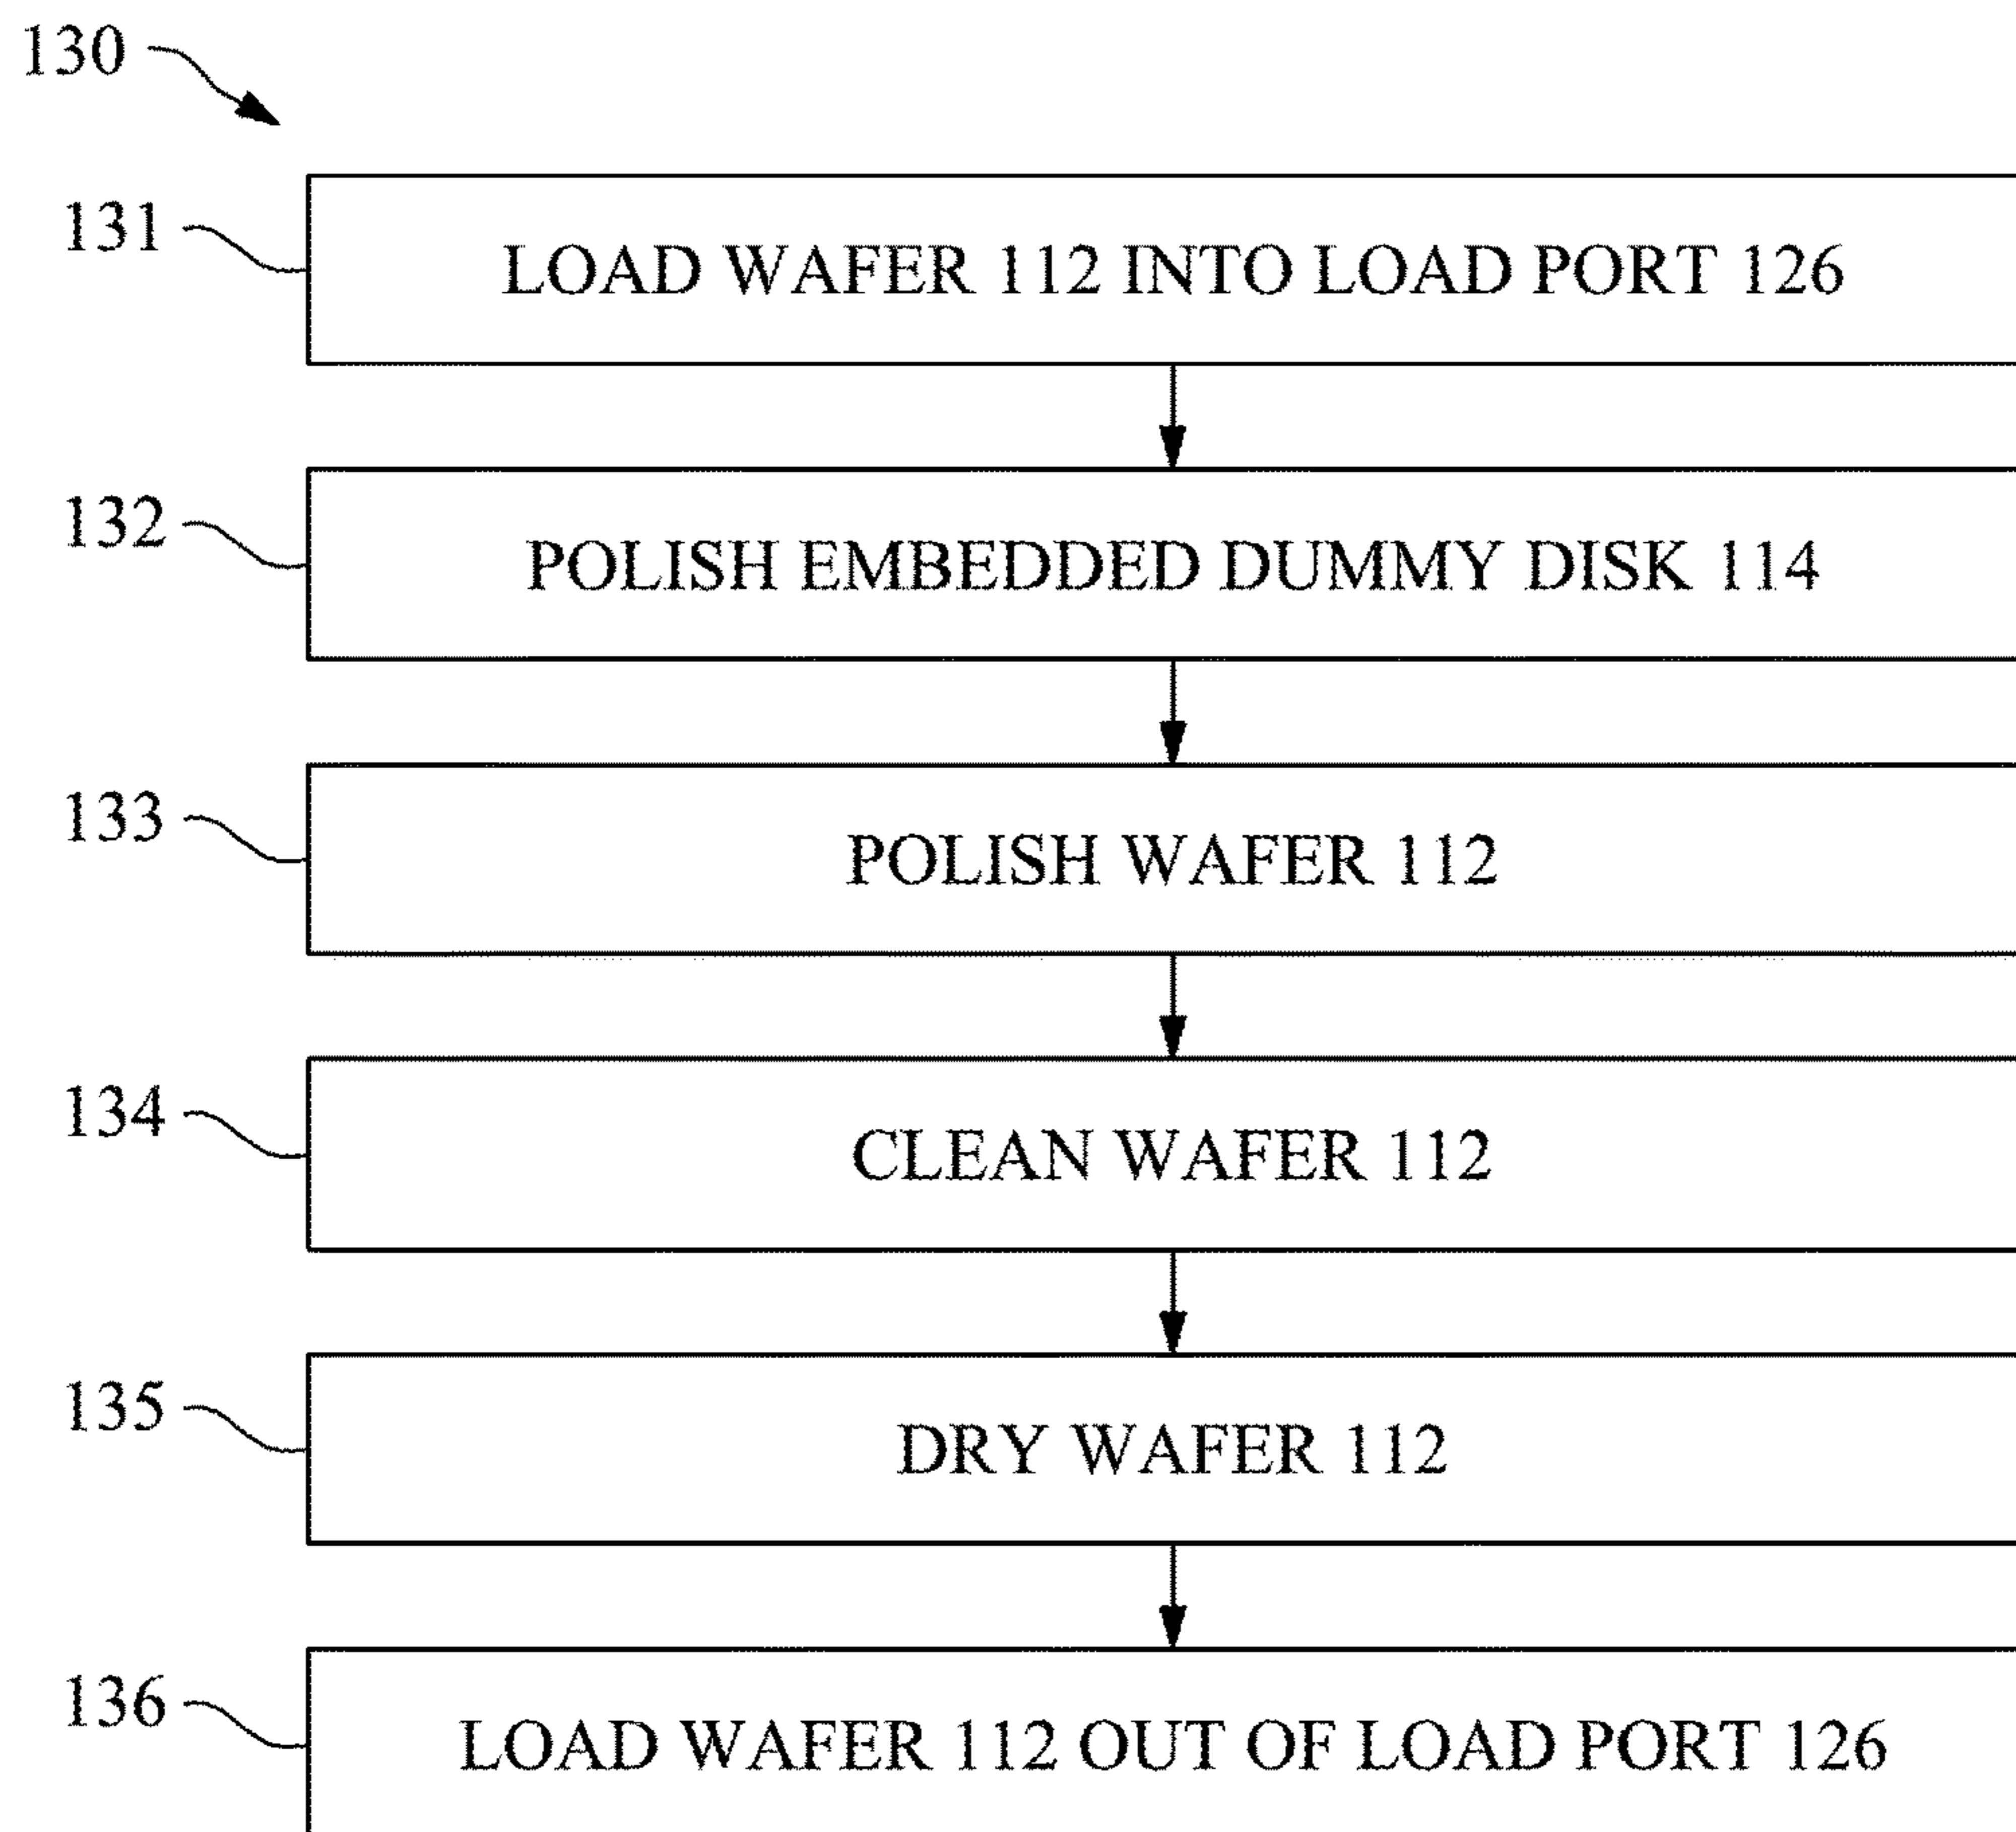 130
131
LOAD WAFER 112 INTO LOAD PORT 126
132
POLISH EMBEDDED DUMMY DISK 114
133
POLISH WAFER 112
134
CLEAN WAFER 112
135
DRY WAFER 112
136
LOAD WAFER 112 OUT OF LOAD PORT 126